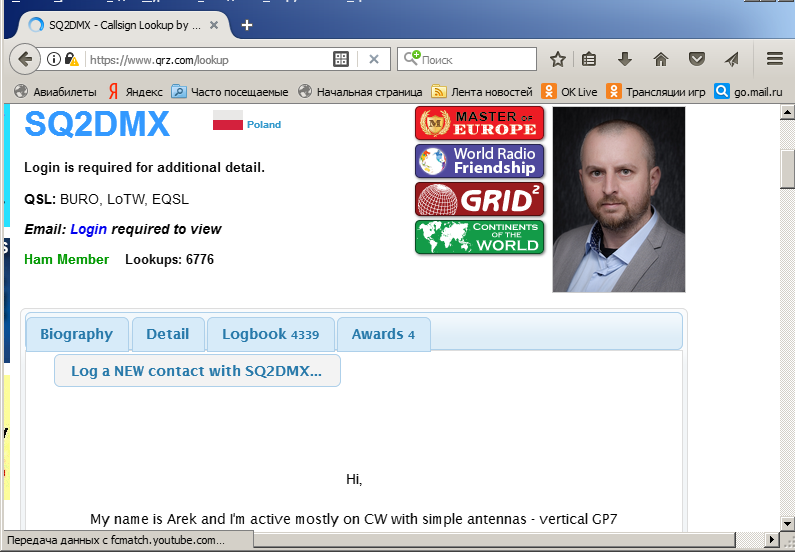 SQ2DMX - Callsign Lookup by ...
https://www.qrz.com/lookup
Поиск
Авиабилеты
Яндекс
Часто посещаемые
Начальная страница
Лента новостей
OK Live
Трансляции игр
go.mail.ru
SQ2DMX
Poland
MASTER OF
EUROPE
World Radio
Friendship
GRID²
CONTINENTS
OF THE
WORLD
Login is required for additional detail.
QSL: BURO, LoTW, EQSL
Email: Login required to view
Ham Member Lookups: 6776
Biography
Detail
Logbook 4339
Awards 4
Log a NEW contact with SQ2DMX...
Hi,
My name is Arek and I'm active mostly on CW with simple antennas - vertical GP7
Передача данных с fcmatch.youtube.com...